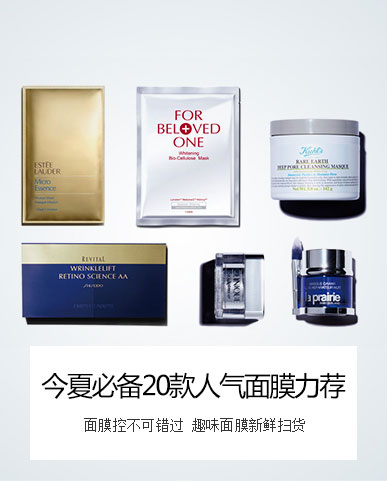 ESTĒE
LAUDER
Micro
Essence
FOR
BELOVED
ONE
Whitening
Bio-Cellulose Mask
Kiehl's
RARE EARTH
DEEP PORE CLEANSING MASQUE
REVITAL
WRINKLELIFT
RETINO SCIENCE AA
SHISEIDO
la prairie
今夏必备20款人气面膜力荐
面膜控不可错过 趣味面膜新鲜扫货